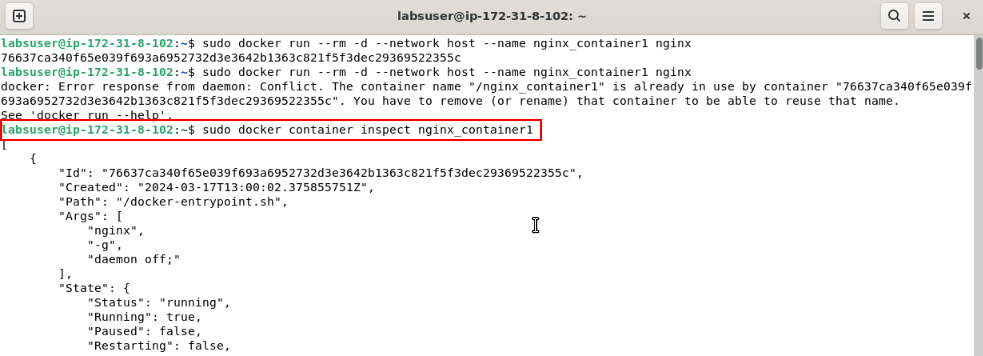 labsuser@ip-172-31-8-102: ~
labsuser@ip-172-31-8-102:~$ sudo docker run --rm -d --network host --name nginx_container1 nginx
76637ca340f65e039f693a6952732d3e3642b1363c821f5f3dec29369522355c
labsuser@ip-172-31-8-102:~$ sudo docker run --rm -d --network host --name nginx_container1 nginx
docker: Error response from daemon: Conflict. The container name "/nginx_container1" is already in use by container "76637ca340f65e039f
693a6952732d3e3642b1363c821f5f3dec29369522355c". You have to remove (or rename) that container to be able to reuse that name.
See 'docker run --help'.
labsuser@ip-172-31-8-102:~$ sudo docker container inspect nginx_container1
[
    {
        "Id": "76637ca340f65e039f693a6952732d3e3642b1363c821f5f3dec29369522355c",
        "Created": "2024-03-17T13:00:02.375855751Z",
        "Path": "/docker-entrypoint.sh",
        "Args": [
            "nginx",
            "-g",
            "daemon off;"
        ],
        "State": {
            "Status": "running",
            "Running": true,
            "Paused": false,
            "Restarting": false,